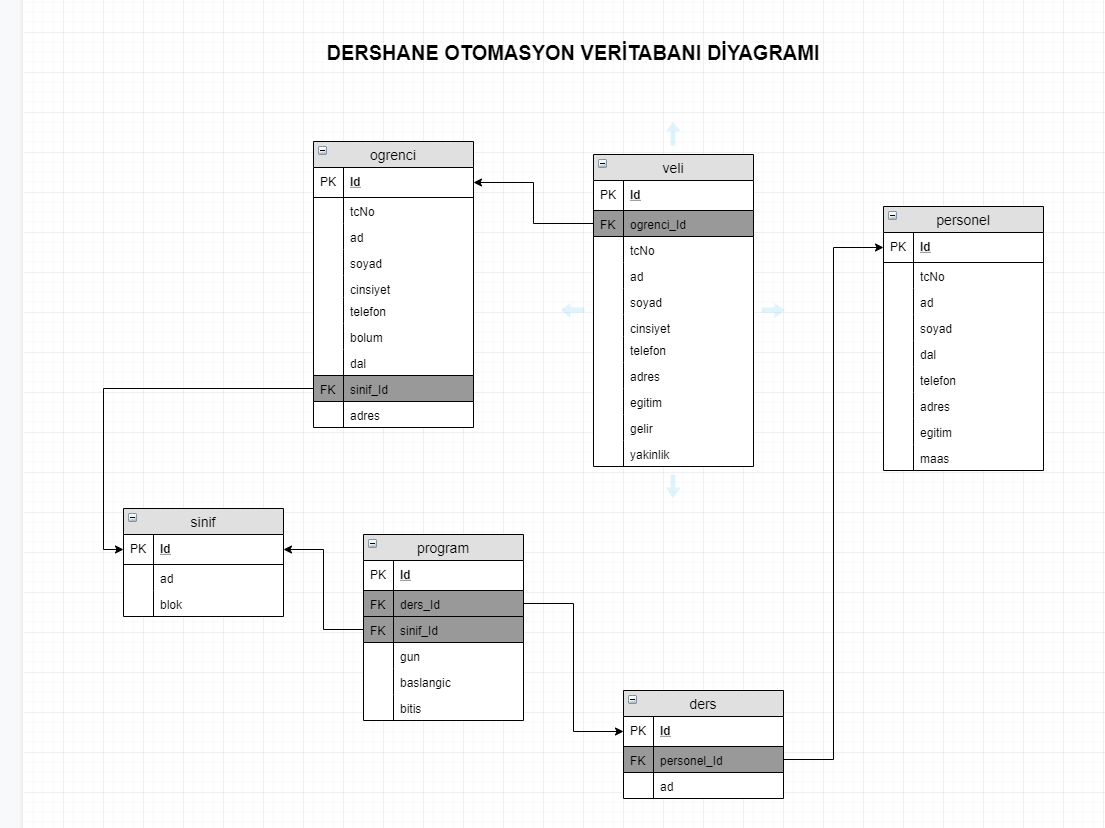 DERSHANE OTOMASYON VERİTABANI DİYAGRAMI
ogrenci
PK Id
tcNo
ad
soyad
cinsiyet
telefon
bolum
dal
FK sinif_Id
adres
veli
PK Id
FK ogrenci_Id
tcNo
ad
soyad
cinsiyet
telefon
adres
egitim
gelir
yakinlik
personel
PK Id
tcNo
ad
soyad
dal
telefon
adres
egitim
maas
sinif
PK Id
ad
blok
program
PK Id
FK ders_Id
FK sinif_Id
gun
baslangic
bitis
ders
PK Id
FK personel_Id
ad